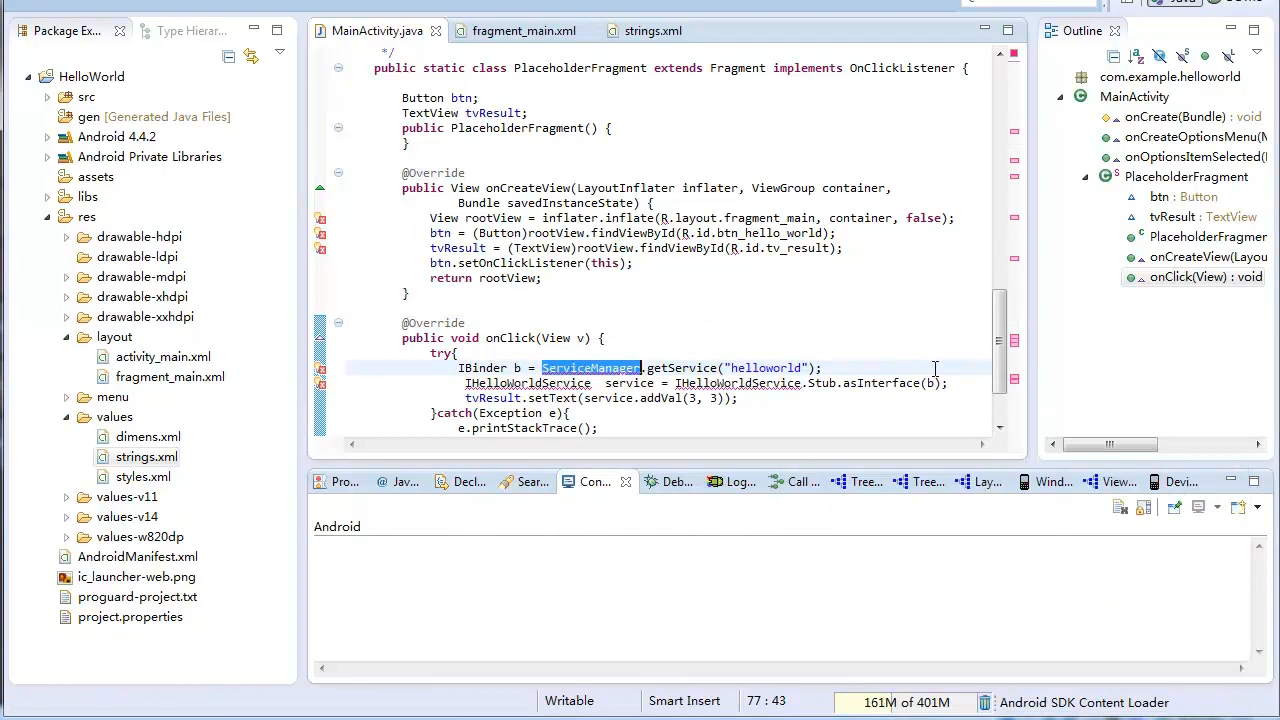 Java
Package Ex...
Type Hierar...
HelloWorld
src
gen [Generated Java Files]
Android 4.4.2
Android Private Libraries
assets
libs
res
drawable-hdpi
drawable-ldpi
drawable-mdpi
drawable-xhdpi
drawable-xxhdpi
layout
activity_main.xml
fragment_main.xml
menu
values
dimens.xml
strings.xml
styles.xml
values-v11
values-v14
values-w820dp
AndroidManifest.xml
ic_launcher-web.png
proguard-project.txt
project.properties
MainActivity.java
fragment_main.xml
strings.xml
*/
public static class PlaceholderFragment extends Fragment implements OnClickListener {
Button btn;
TextView tvResult;
public PlaceholderFragment() {
}
@Override
public View onCreateView(LayoutInflater inflater, ViewGroup container,
Bundle savedInstanceState) {
View rootView = inflater.inflate(R.layout.fragment_main, container, false);
btn = (Button)rootView.findViewById(R.id.btn_hello_world);
tvResult = (TextView)rootView.findViewById(R.id.tv_result);
btn.setOnClickListener(this);
return rootView;
}
@Override
public void onClick(View v) {
try{
IBinder b = ServiceManager.getService("helloworld");
IHelloWorldService service = IHelloWorldService.Stub.asInterface(b);
tvResult.setText(service.addVal(3, 3));
}catch(Exception e){
e.printStackTrace();
Outline
com.example.helloworld
MainActivity
onCreate(Bundle) : void
onCreateOptionsMenu(M
onOptionsItemSelected(
PlaceholderFragment
btn : Button
tvResult : TextView
PlaceholderFragmer
onCreateView(Layou
onClick(View) : void
Pro...
Jav...
Decl...
Sear...
Con...
Deb...
Log...
Call ...
Tree...
Tree...
Lay...
Wind...
View...
Devi...
Android
Writable
Smart Insert
77 : 43
161M of 401M
Android SDK Content Loader